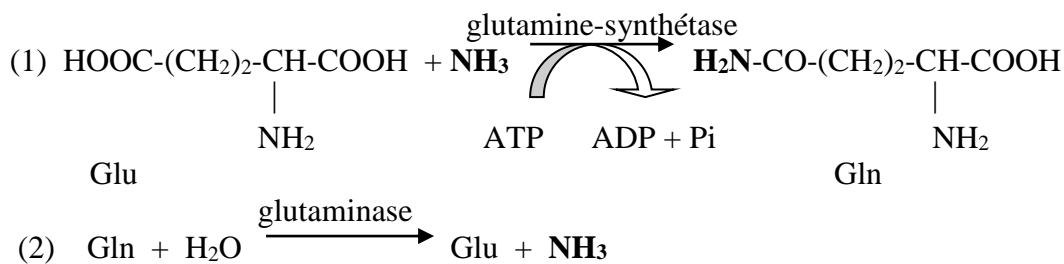 glutamine-synthétase
(1) HOOC-(CH₂)₂-CH-COOH + NH₃ H₂N-CO-(CH₂)₂-CH-COOH
| |
NH₂ ATP ADP + Pi NH₂
Glu Gln
glutaminase
(2) Gln + H₂O Glu + NH₃